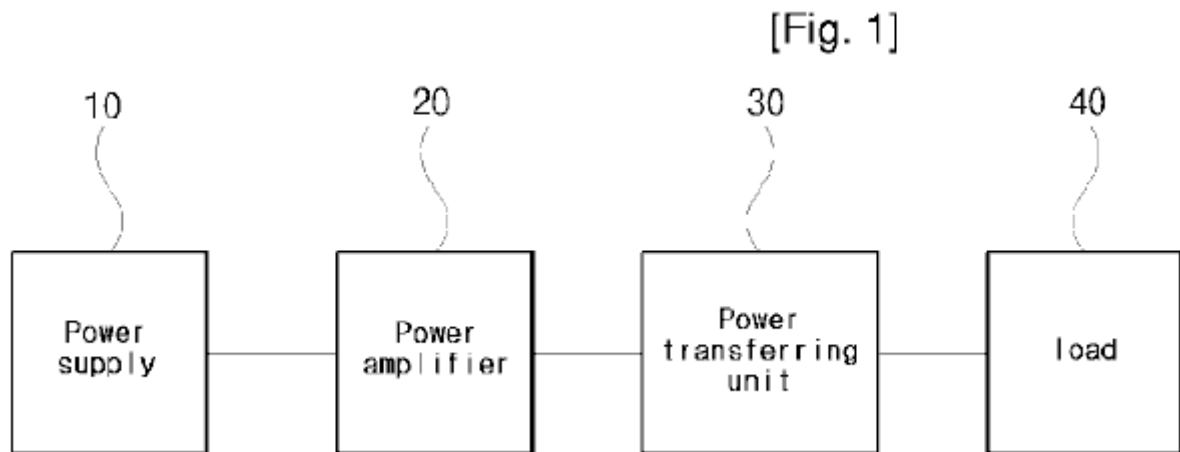 [Fig. 1]
10 20 30 40
Power
supply
Power
amplifier
Power
transferring
unit
load